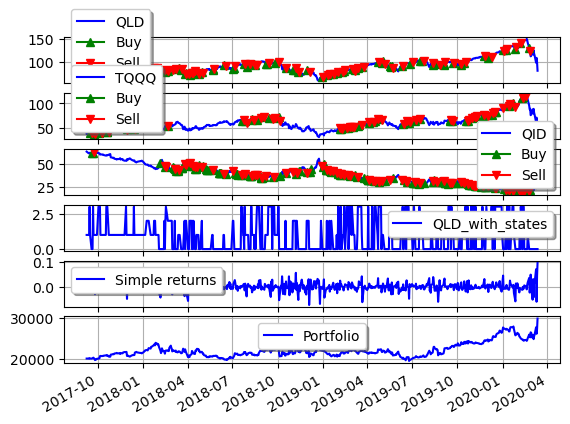 QLD
Buy
Sell
150
100
TQQQ
Buy
Sell
100
50
QID
Buy
Sell
50
25
QLD_with_states
2.5
0.0
Simple returns
0.1
0.0
Portfolio
30000
20000
2017-10 2018-01 2018-04 2018-07 2018-10 2019-01 2019-04 2019-07 2019-10 2020-01 2020-04